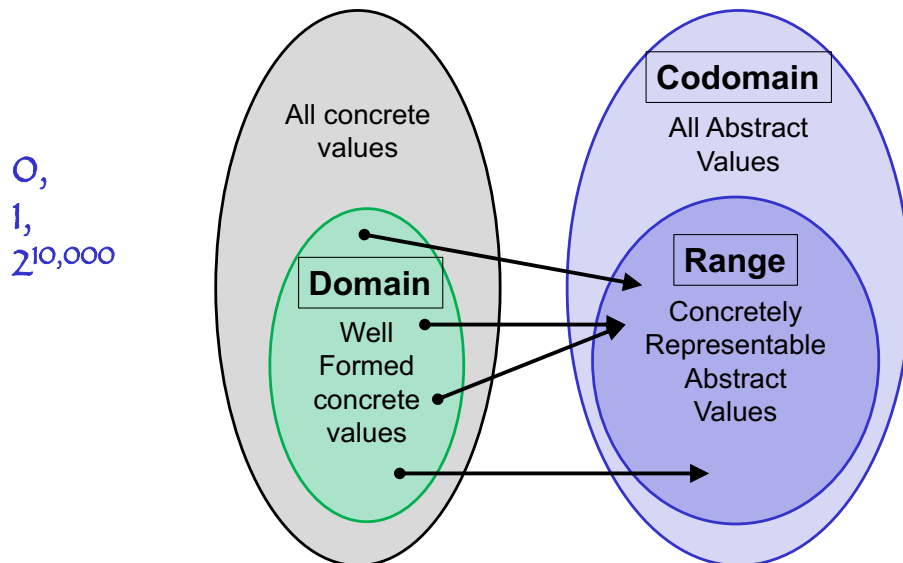 0,
1,
2^10,000
All concrete
values
Domain
Well
Formed
concrete
values
Codomain
All Abstract
Values
Range
Concretely
Representable
Abstract
Values